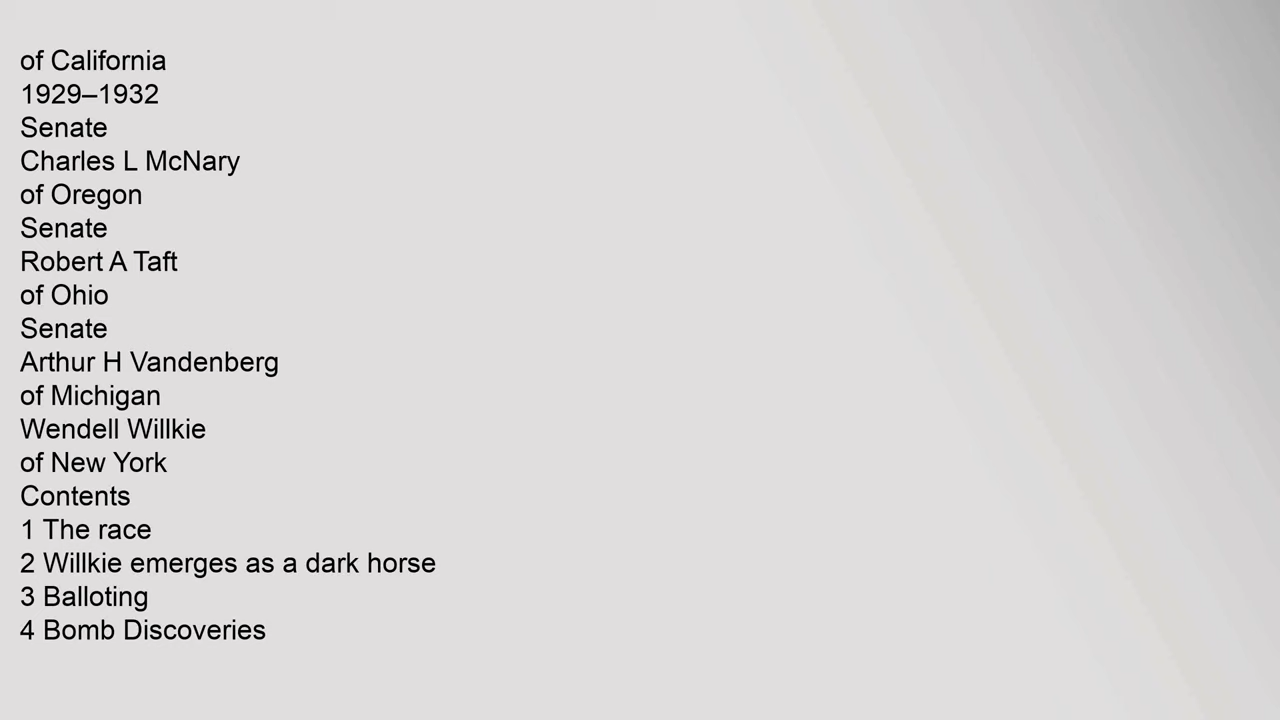 of California
1929–1932
Senate
Charles L McNary
of Oregon
Senate
Robert A Taft
of Ohio
Senate
Arthur H Vandenberg
of Michigan
Wendell Willkie
of New York
Contents
1 The race
2 Willkie emerges as a dark horse
3 Balloting
4 Bomb Discoveries